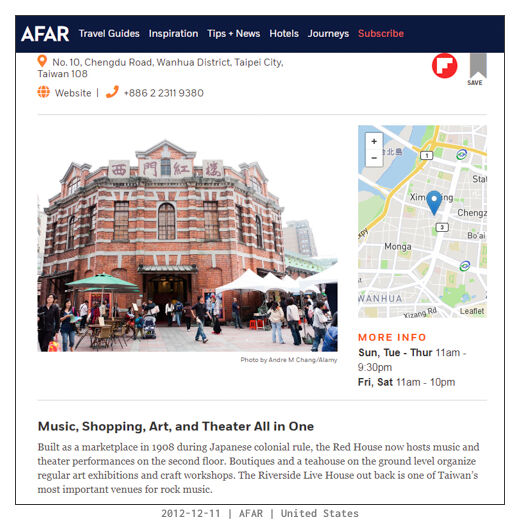 AFAR Travel Guides Inspiration Tips + News Hotels Journeys Subscribe
No. 10, Chengdu Road, Wanhua District, Taipei City,
Taiwan 108
SAVE
Website | +886 2 2311 9380
西門紅樓
Photo by Andre M Chang/Alamy
+
−
台北島
1
Stat
Chengz
3
Bo'ai
Monga
WANHUA
Xizang Rd
Leaflet
MORE INFO
Sun, Tue - Thur 11am -
9:30pm
Fri, Sat 11am - 10pm
Music, Shopping, Art, and Theater All in One
Built as a marketplace in 1908 during Japanese colonial rule, the Red House now hosts music and
theater performances on the second floor. Boutiques and a teahouse on the ground level organize
regular art exhibitions and craft workshops. The Riverside Live House out back is one of Taiwan's
most important venues for rock music.
2012-12-11 | AFAR | United States